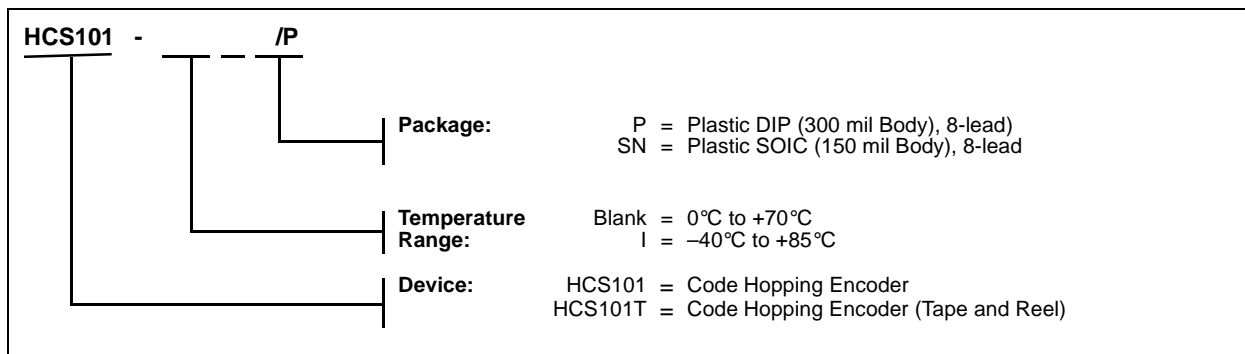 HCS101 - /P
Package: P = Plastic DIP (300 mil Body), 8-lead)
SN = Plastic SOIC (150 mil Body), 8-lead
Temperature Blank = 0°C to +70°C
Range: I = –40°C to +85°C
Device: HCS101 = Code Hopping Encoder
HCS101T = Code Hopping Encoder (Tape and Reel)